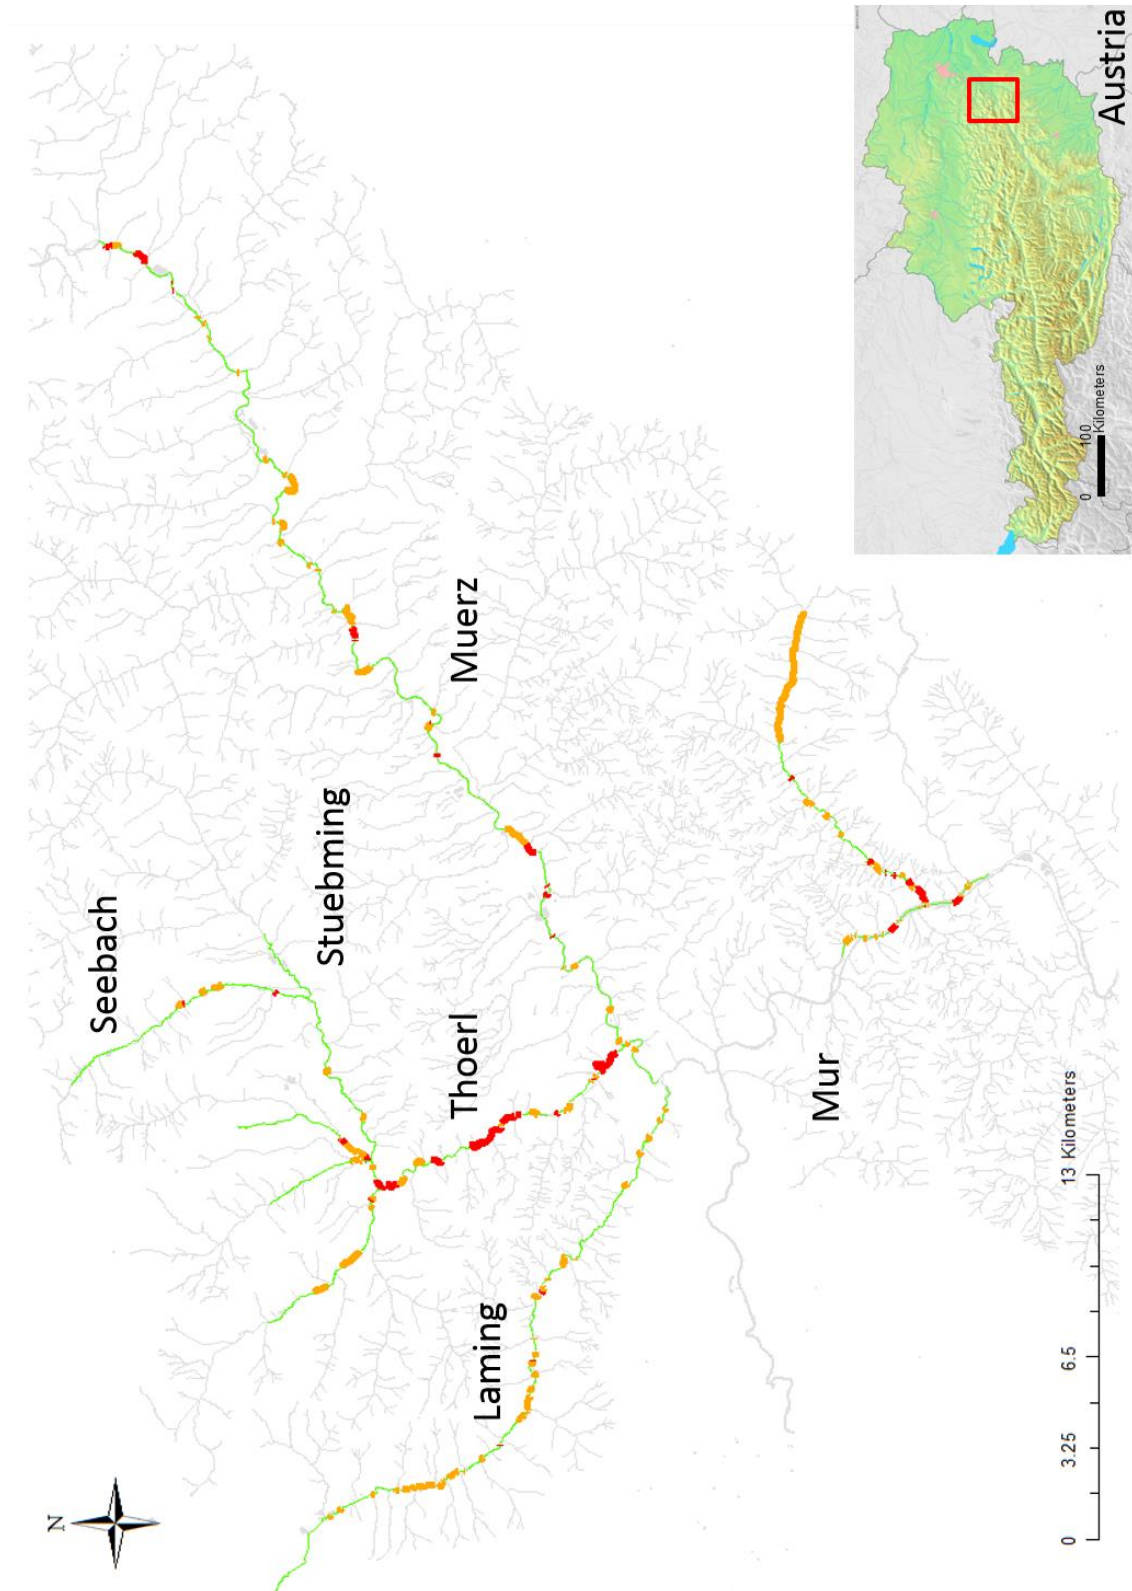 N
Seebach
Stuebming
Muerz
Thoerl
Laming
Mur
0
3.25
6.5
13 Kilometers
0
100
Kilometers
Austria